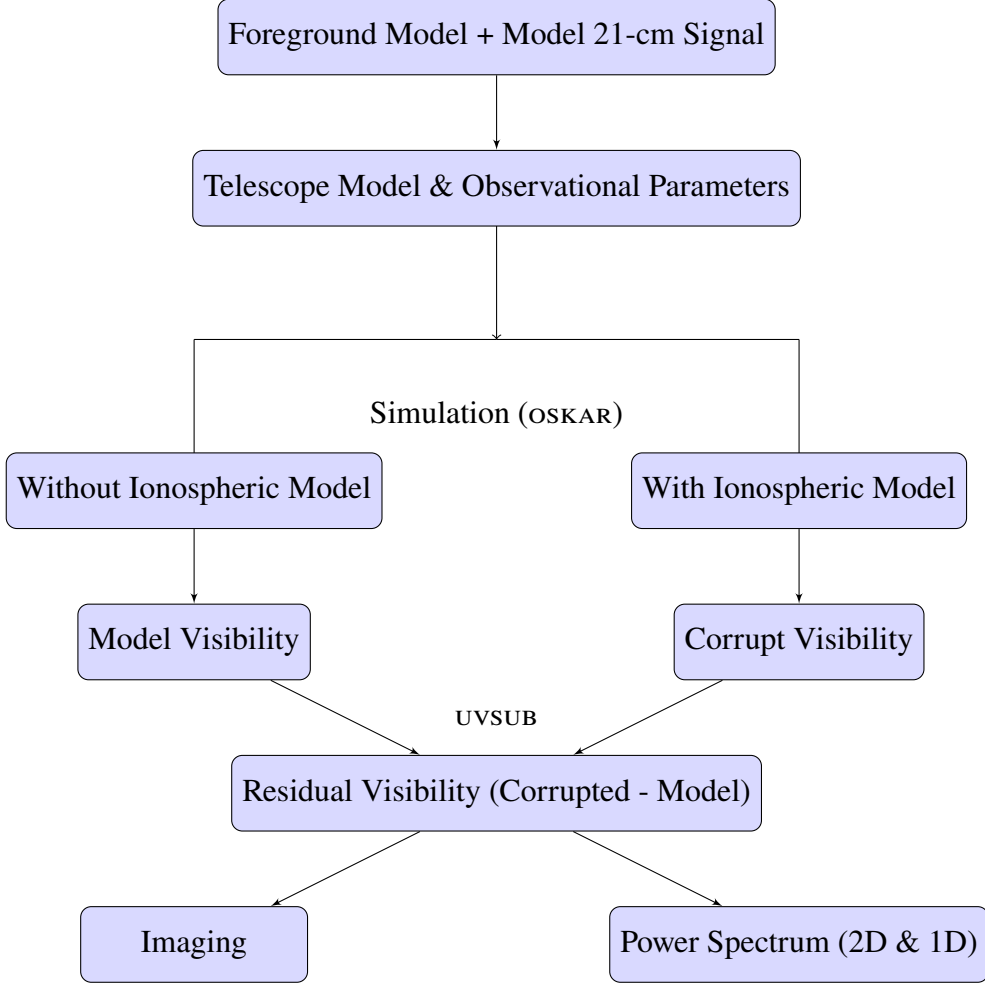 Foreground Model + Model 21-cm Signal
Telescope Model & Observational Parameters
Simulation (OSKAR)
Without Ionospheric Model
With Ionospheric Model
Model Visibility
Corrupt Visibility
UVSUB
Residual Visibility (Corrupted - Model)
Imaging
Power Spectrum (2D & 1D)